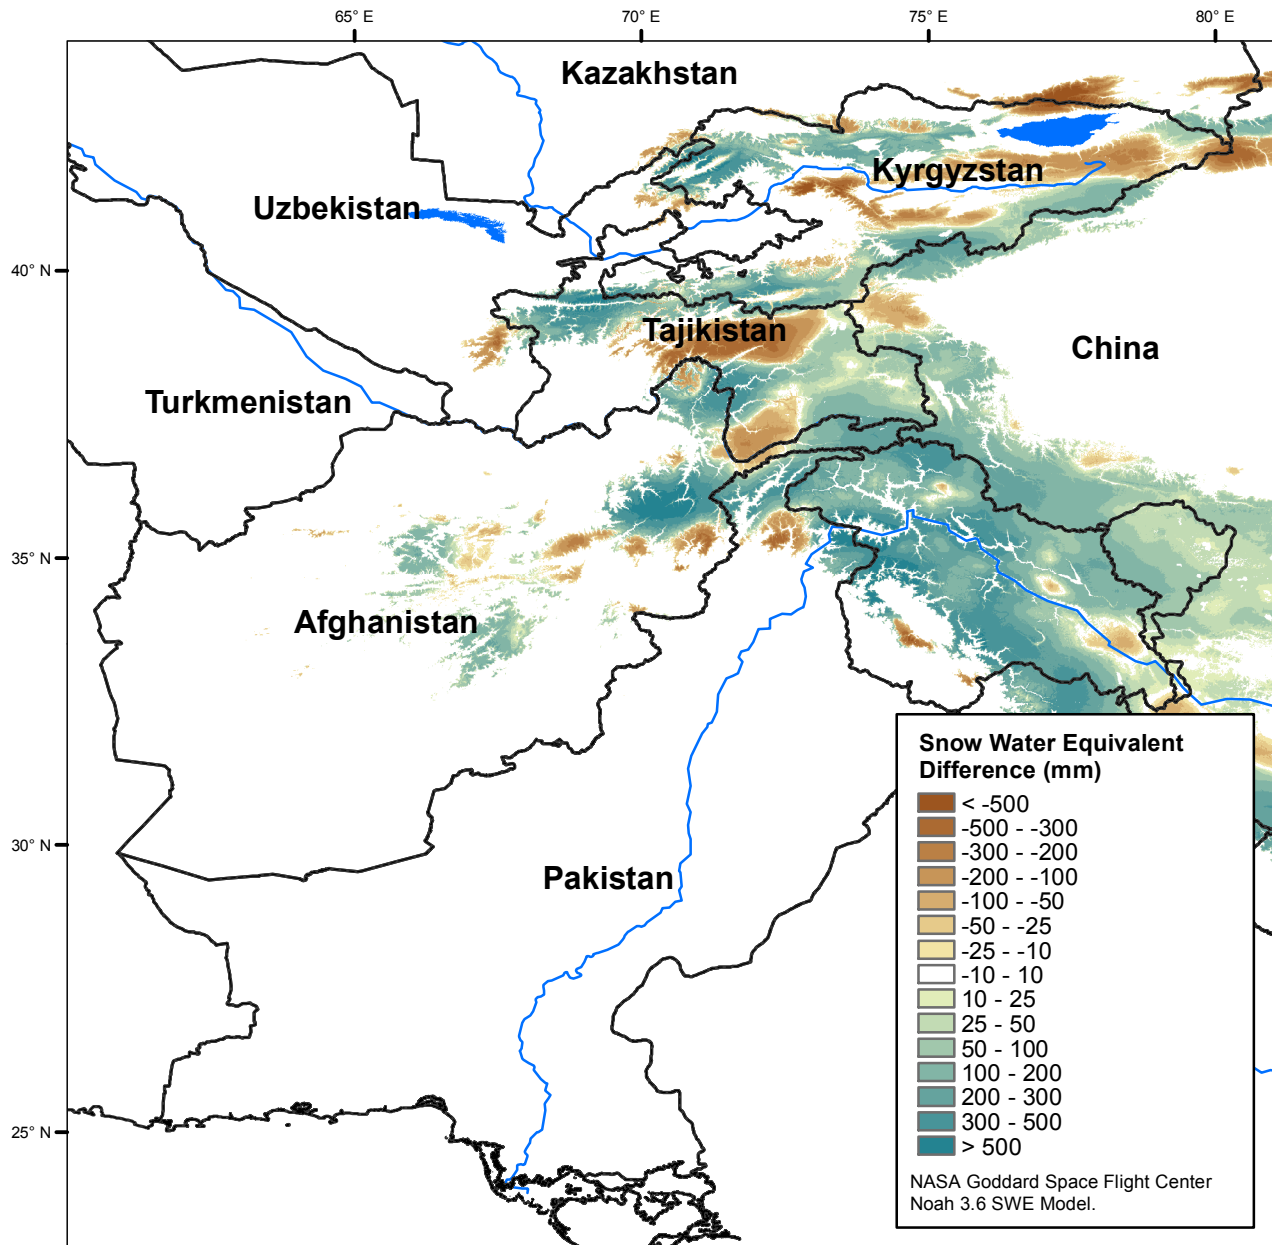 65° E 70° E 75° E 80° E
Kazakhstan
Kyrgyzstan
Uzbekistan
40° N
Tajikistan
China
Turkmenistan
35° N
Afghanistan
Snow Water Equivalent
Difference (mm)
< -500
-500 - -300
-300 - -200
-200 - -100
-100 - -50
-50 - -25
-25 - -10
-10 - 10
10 - 25
25 - 50
50 - 100
100 - 200
200 - 300
300 - 500
> 500
NASA Goddard Space Flight Center
Noah 3.6 SWE Model.
30° N
Pakistan
25° N